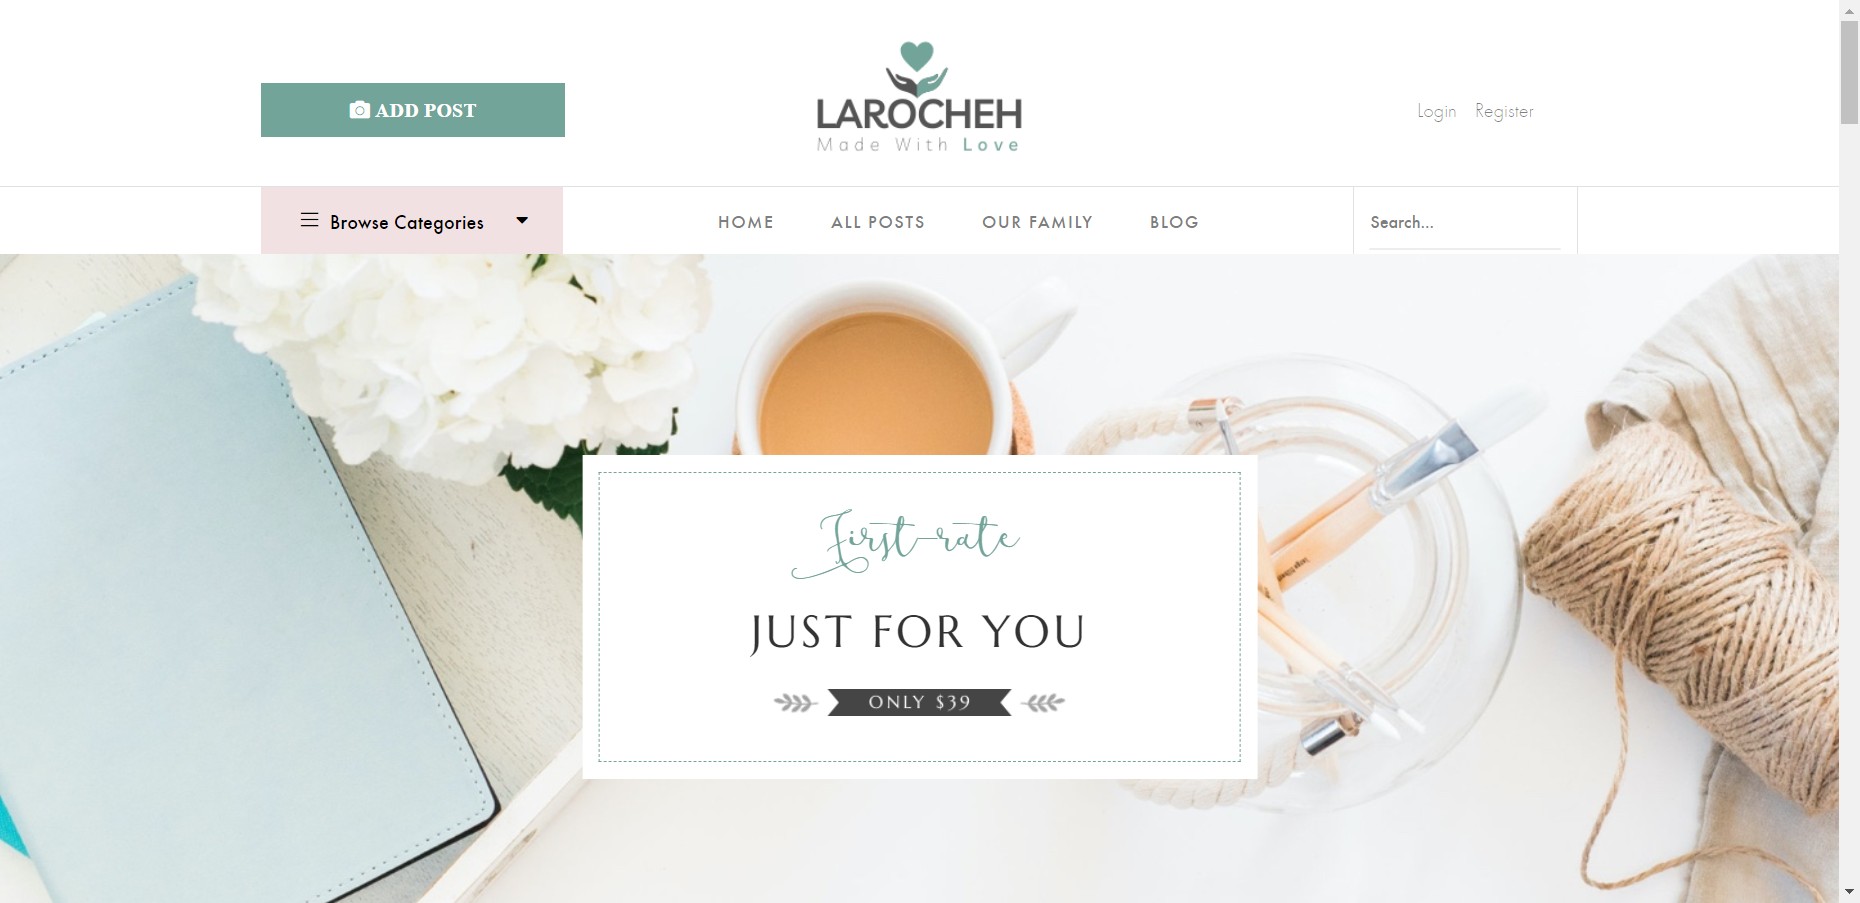 ADD POST
LAROCHEH
Made With Love
Login Register
Browse Categories
HOME ALL POSTS OUR FAMILY BLOG
Search...
First-rate
JUST FOR YOU
ONLY $39